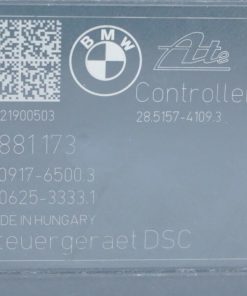 BMW
Ate
Controller
21900503
28.5157-4109.3
881173
0917-6500.3
0625-3333.1
DE IN HUNGARY
teuergeraet DSC